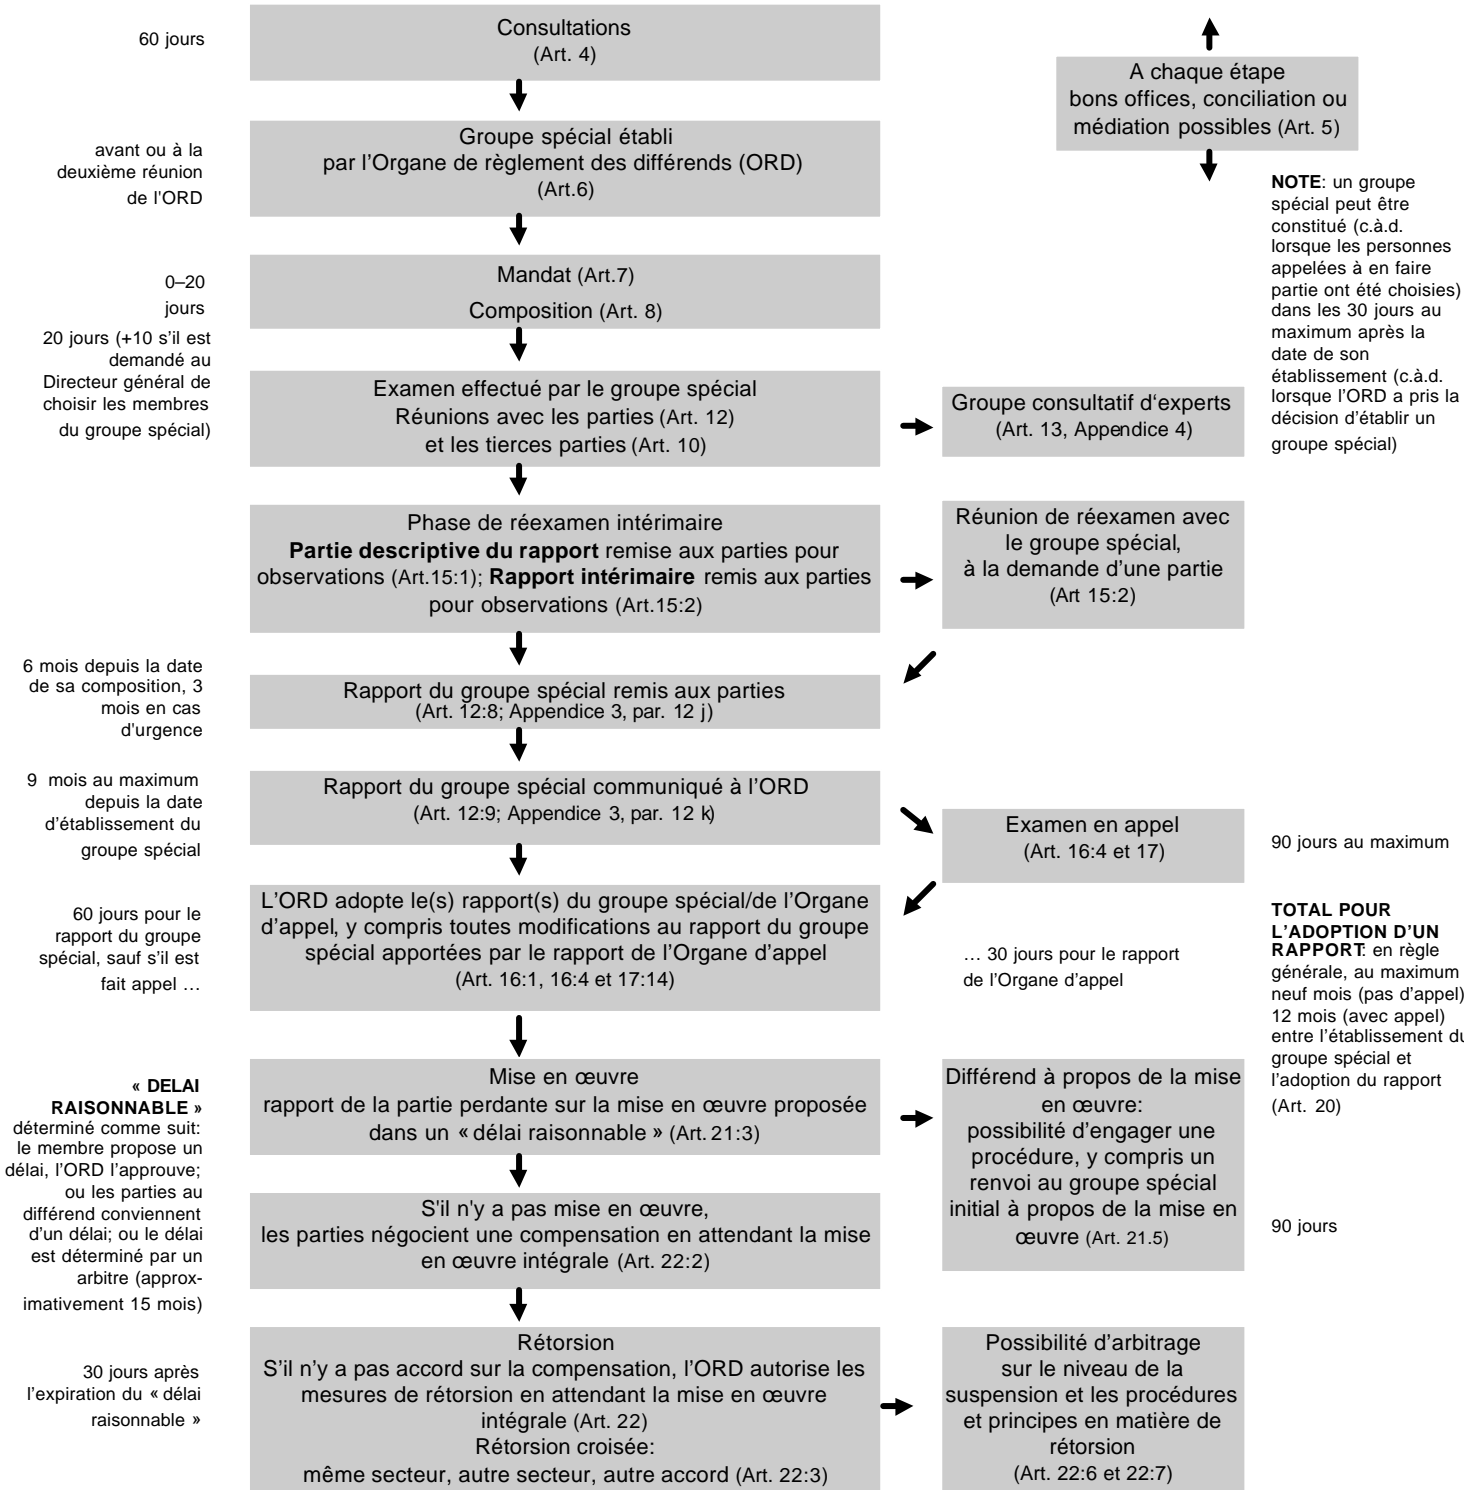 60 jours
Consultations
(Art. 4)
A chaque étape
bons offices, conciliation ou
médiation possibles (Art. 5)
avant ou à la
deuxième réunion
de l'ORD
Groupe spécial établi
par l’Organe de règlement des différends (ORD)
(Art.6)
NOTE: un groupe
spécial peut être
constitué (c.à.d.
lorsque les personnes
appelées à en faire
partie ont été choisies)
dans les 30 jours au
maximum après la
date de son
établissement (c.à.d.
lorsque l’ORD a pris la
décision d’établir un
groupe spécial)
0–20
jours
Mandat (Art.7)
Composition (Art. 8)
20 jours (+10 s’il est
demandé au
Directeur général de
choisir les membres
du groupe spécial)
Examen effectué par le groupe spécial
Réunions avec les parties (Art. 12)
et les tierces parties (Art. 10)
Groupe consultatif d‘experts
(Art. 13, Appendice 4)
Phase de réexamen intérimaire
Partie descriptive du rapport remise aux parties pour
observations (Art.15:1); Rapport intérimaire remis aux parties
pour observations (Art.15:2)
Réunion de réexamen avec
le groupe spécial,
à la demande d’une partie
(Art 15:2)
6 mois depuis la date
de sa composition, 3
mois en cas
d'urgence
Rapport du groupe spécial remis aux parties
(Art. 12:8; Appendice 3, par. 12 j)
9 mois au maximum
depuis la date
d’établissement du
groupe spécial
Rapport du groupe spécial communiqué à l’ORD
(Art. 12:9; Appendice 3, par. 12 k)
Examen en appel
(Art. 16:4 et 17)
90 jours au maximum
60 jours pour le
rapport du groupe
spécial, sauf s’il est
fait appel …
L’ORD adopte le(s) rapport(s) du groupe spécial/de l’Organe
d’appel, y compris toutes modifications au rapport du groupe
spécial apportées par le rapport de l’Organe d’appel
(Art. 16:1, 16:4 et 17:14)
… 30 jours pour le rapport
de l’Organe d’appel
TOTAL POUR
L’ADOPTION D’UN
RAPPORT: en règle
générale, au maximum
neuf mois (pas d’appel)
12 mois (avec appel)
entre l’établissement du
groupe spécial et
l’adoption du rapport
(Art. 20)
« DELAI
RAISONNABLE »
déterminé comme suit:
le membre propose un
délai, l’ORD l’approuve;
ou les parties au
différend conviennent
d’un délai; ou le délai
est déterminé par un
arbitre (approx-
imativement 15 mois)
Mise en œuvre
rapport de la partie perdante sur la mise en œuvre proposée
dans un « délai raisonnable » (Art. 21:3)
Différend à propos de la mise
en œuvre:
possibilité d’engager une
procédure, y compris un
renvoi au groupe spécial
initial à propos de la mise en
œuvre (Art. 21.5)
90 jours
S'il n'y a pas mise en œuvre,
les parties négocient une compensation en attendant la mise
en œuvre intégrale (Art. 22:2)
30 jours après
l’expiration du « délai
raisonnable »
Rétorsion
S’il n’y a pas accord sur la compensation, l’ORD autorise les
mesures de rétorsion en attendant la mise en œuvre
intégrale (Art. 22)
Rétorsion croisée:
même secteur, autre secteur, autre accord (Art. 22:3)
Possibilité d’arbitrage
sur le niveau de la
suspension et les procédures
et principes en matière de
rétorsion
(Art. 22:6 et 22:7)